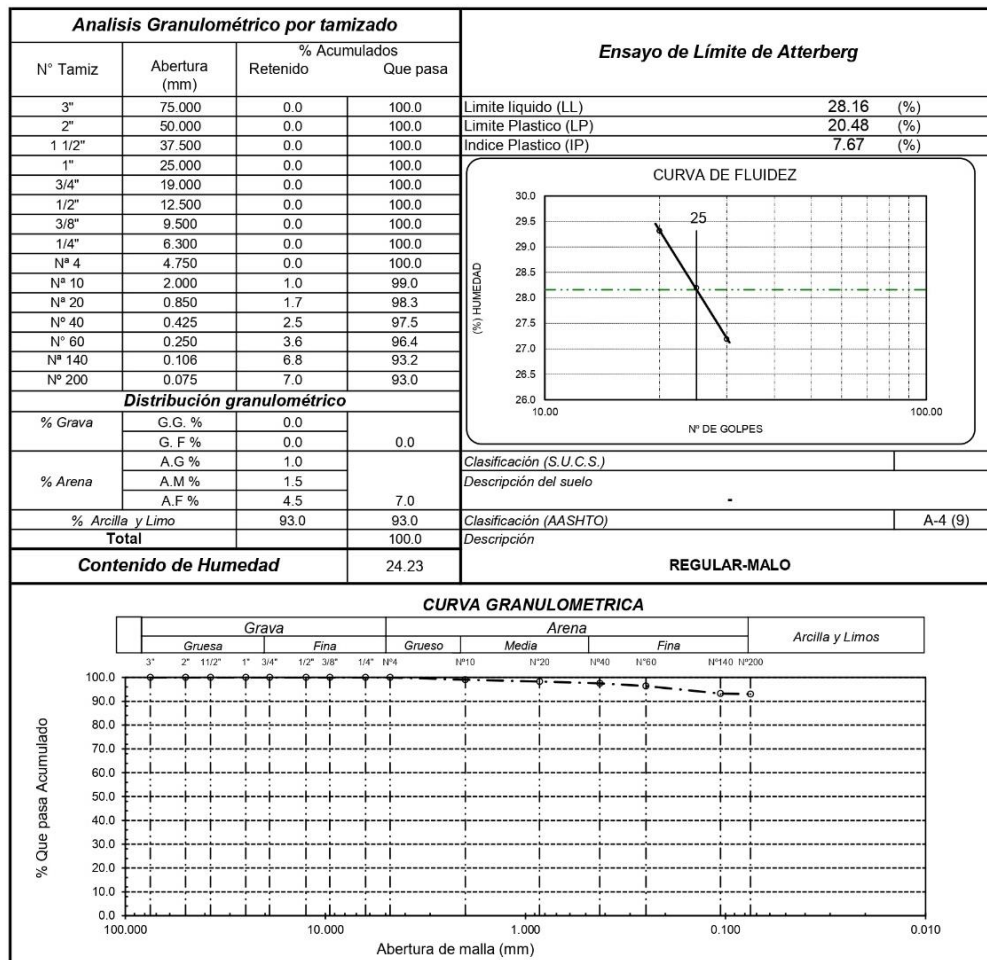 Analisis Granulométrico por tamizado
% Acumulados
N° Tamiz Abertura (mm) Retenido Que pasa
3" 75.000 0.0 100.0
2" 50.000 0.0 100.0
1 1/2" 37.500 0.0 100.0
1" 25.000 0.0 100.0
3/4" 19.000 0.0 100.0
1/2" 12.500 0.0 100.0
3/8" 9.500 0.0 100.0
1/4" 6.300 0.0 100.0
Nª 4 4.750 0.0 100.0
Nª 10 2.000 1.0 99.0
Nª 20 0.850 1.7 98.3
Nº 40 0.425 2.5 97.5
N° 60 0.250 3.6 96.4
Nª 140 0.106 6.8 93.2
Nº 200 0.075 7.0 93.0
Distribución granulométrico
% Grava G.G. % 0.0
G. F % 0.0 0.0
A.G % 1.0
% Arena A.M % 1.5
A.F % 4.5 7.0
% Arcilla y Limo 93.0 93.0
Total 100.0
Contenido de Humedad 24.23
Ensayo de Límite de Atterberg
Limite liquido (LL) 28.16 (%)
Limite Plastico (LP) 20.48 (%)
Indice Plastico (IP) 7.67 (%)
CURVA DE FLUIDEZ
25
(%) HUMEDAD
30.0
29.5
29.0
28.5
28.0
27.5
27.0
26.5
26.0
10.00 100.00
Nº DE GOLPES
Clasificación (S.U.C.S.)
Descripción del suelo
-
Clasificación (AASHTO) A-4 (9)
Descripción
REGULAR-MALO
CURVA GRANULOMETRICA
Grava Arena Arcilla y Limos
Gruesa Fina Grueso Media Fina
3" 2" 11/2" 1" 3/4" 1/2" 3/8" 1/4" Nº4 Nº10 Nº20 Nº40 N°60 Nº140 Nº200
% Que pasa Acumulado
100.0
90.0
80.0
70.0
60.0
50.0
40.0
30.0
20.0
10.0
0.0
100.000 10.000 1.000 0.100 0.010
Abertura de malla (mm)